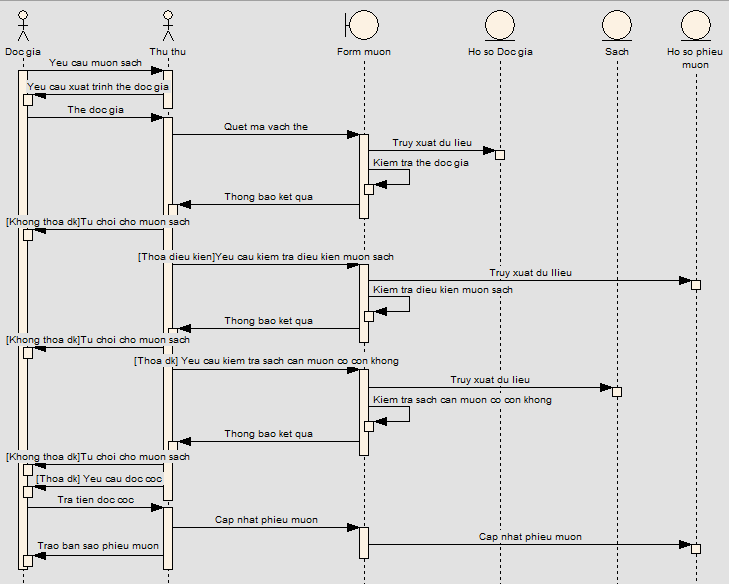 Doc gia
Thu thu
Form muon
Ho so Doc gia
Sach
Ho so phieu
muon
Yeu cau muon sach
Yeu cau xuat trinh the doc gia
The doc gia
Quet ma vach the
Truy xuat du lieu
Kiem tra the doc gia
Thong bao ket qua
[Khong thoa dk]Tu choi cho muon sach
[Thoa dieu kien]Yeu cau kiem tra dieu kien muon sach
Truy xuat du lIieu
Kiem tra dieu kien muon sach
Thong bao ket qua
[Khong thoa dk]Tu choi cho muon sach
[Thoa dk] Yeu cau kiem tra sach can muon co con khong
Truy xuat du lieu
Kiem tra sach can muon co con khong
Thong bao ket qua
[Khong thoa dk]Tu choi cho muon sach
[Thoa dk] Yeu cau doc coc
Tra tien doc coc
Cap nhat phieu muon
Cap nhat phieu muon
Trao ban sao phieu muon